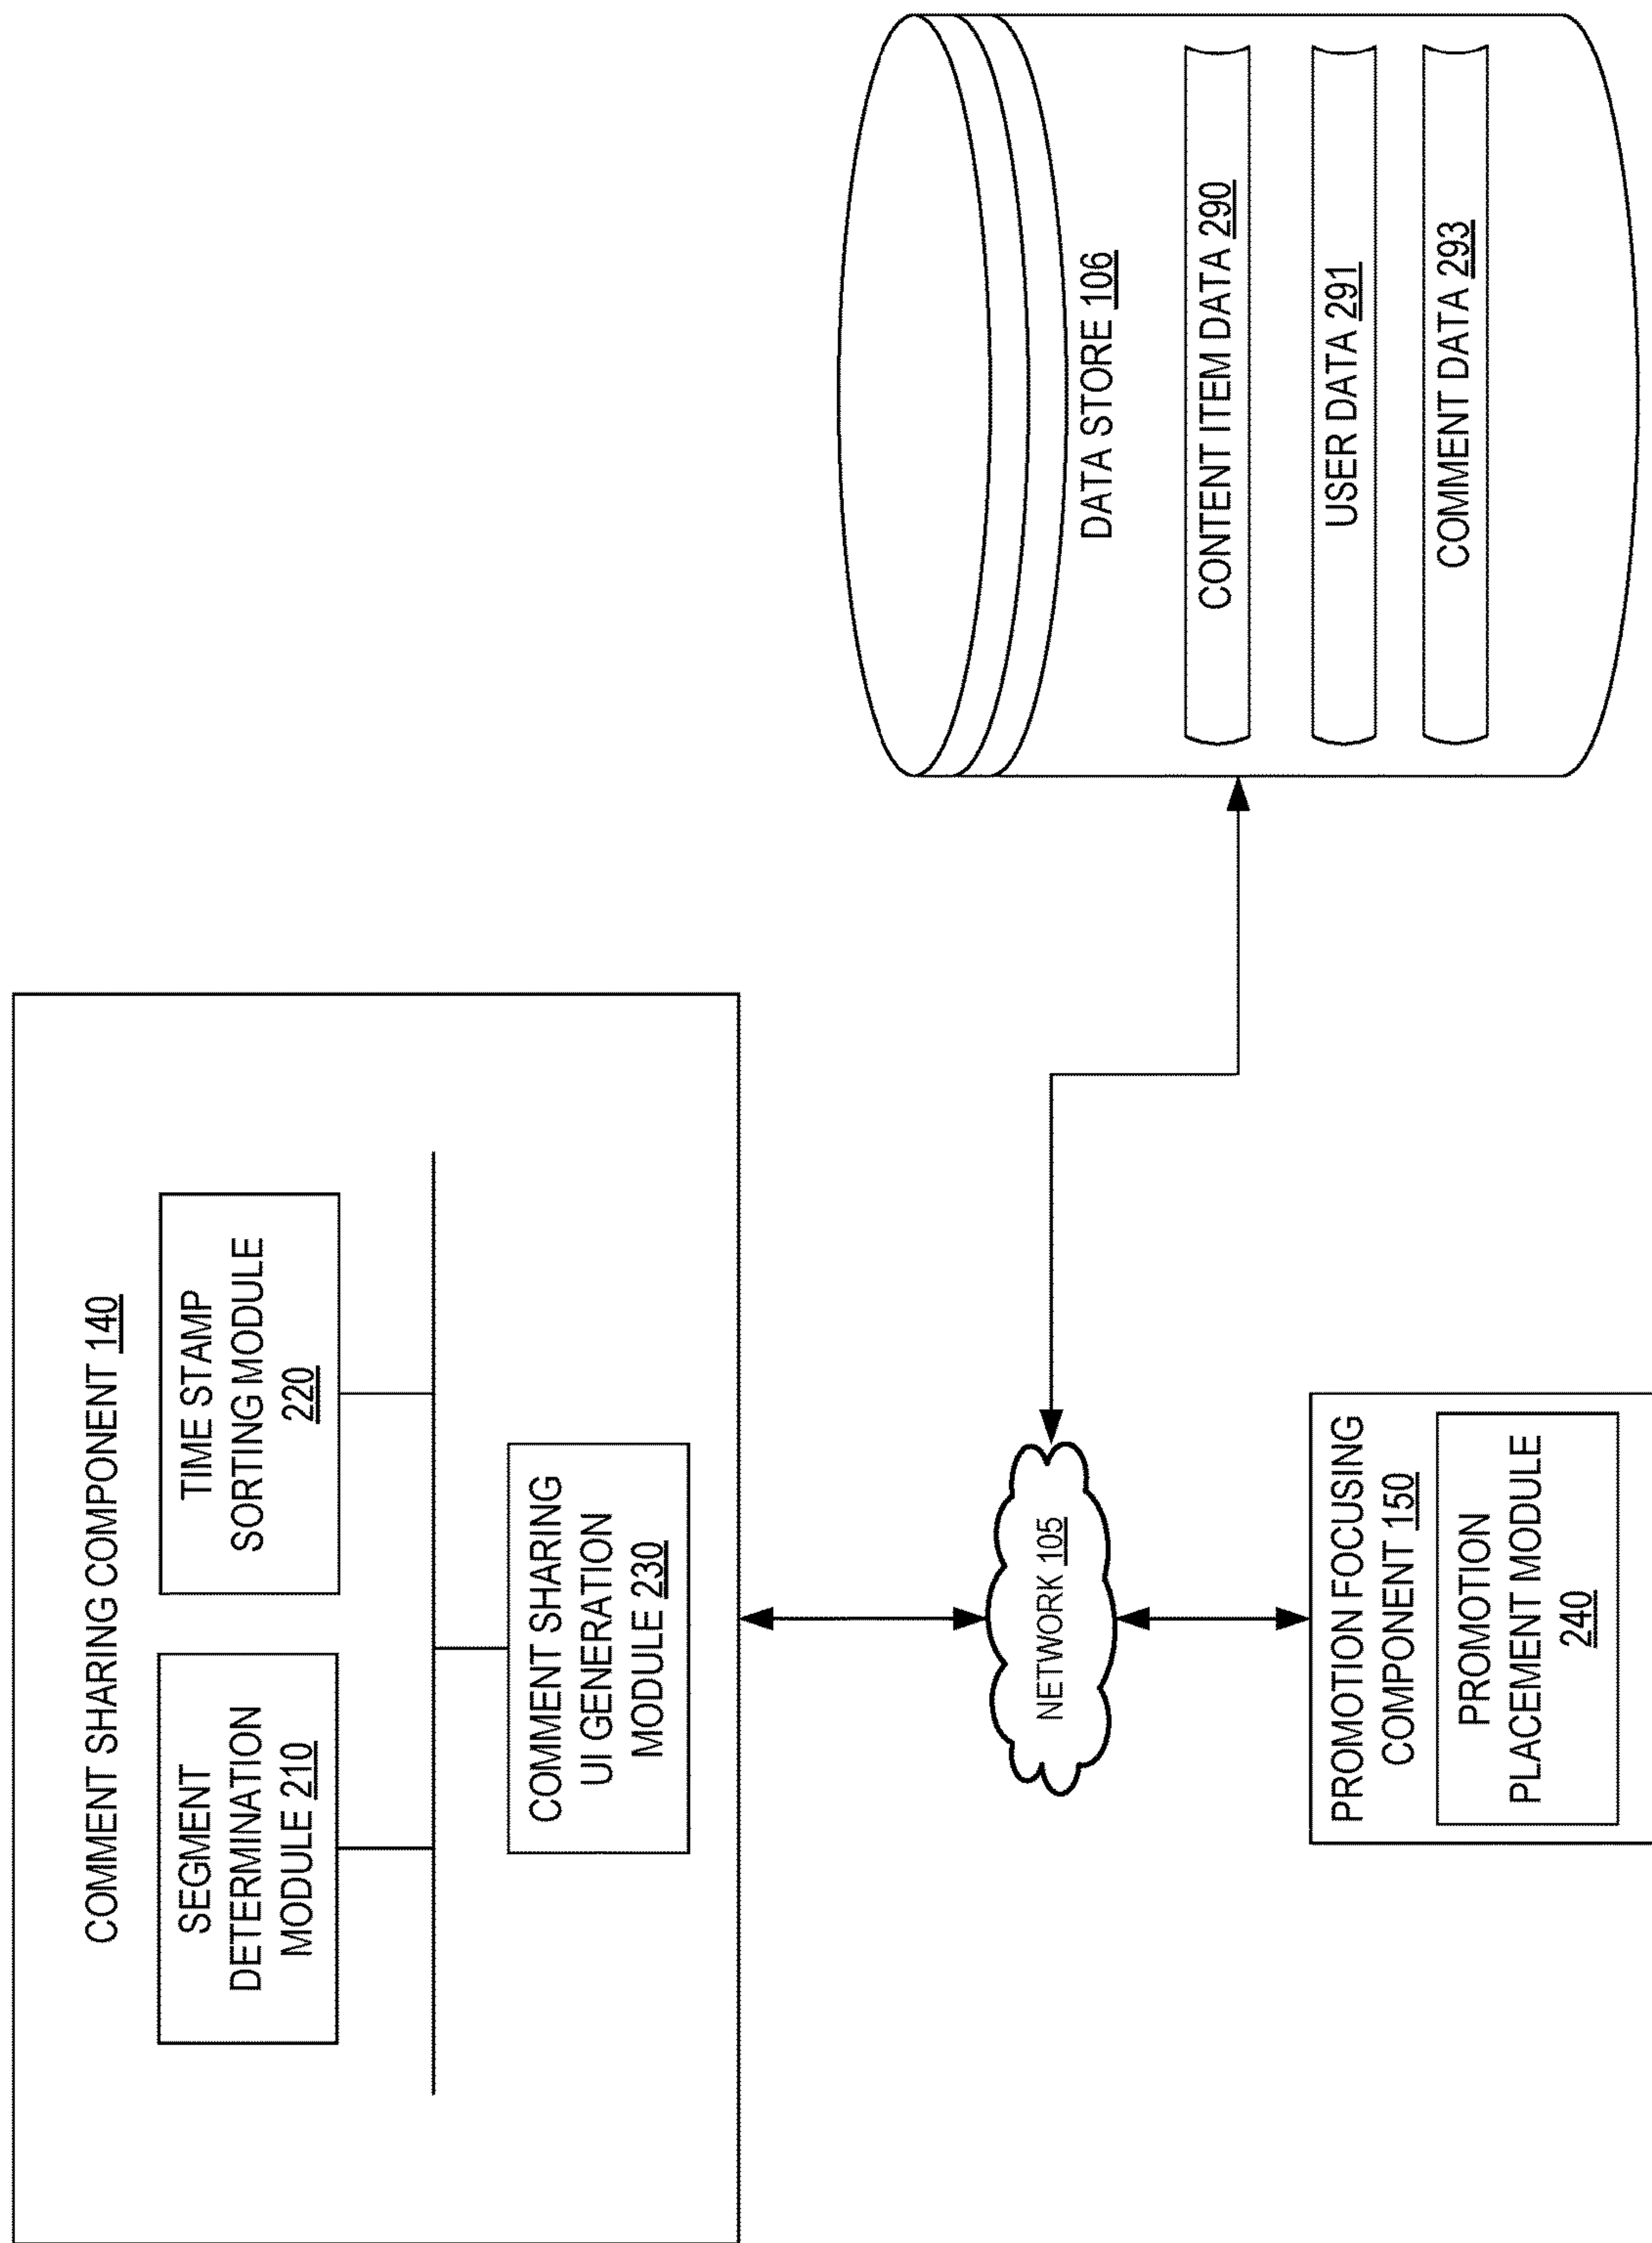 COMMENT SHARING COMPONENT 140
SEGMENT
DETERMINATION
MODULE 210
TIME STAMP
SORTING MODULE
220
COMMENT SHARING
UI GENERATION
MODULE 230
NETWORK 105
PROMOTION FOCUSING
COMPONENT 150
PROMOTION
PLACEMENT MODULE
240
DATA STORE 106
CONTENT ITEM DATA 290
USER DATA 291
COMMENT DATA 293